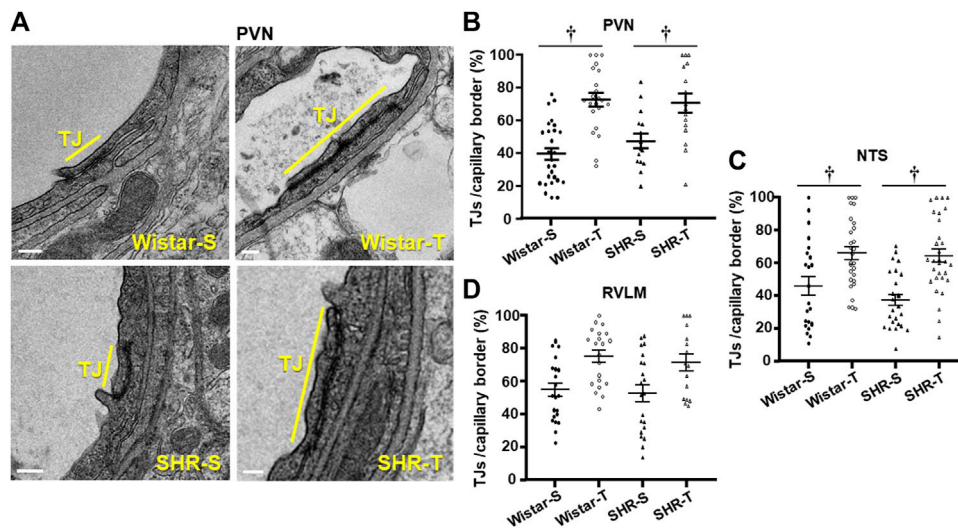 A
PVN
TJ
Wistar-S
TJ
Wistar-T
TJ
SHR-S
TJ
SHR-T
B
PVN
† †
TJs /capillary border (%)
100
80
60
40
20
0
Wistar-S Wistar-T SHR-S SHR-T
C
NTS
† †
TJs /capillary border (%)
100
80
60
40
20
0
Wistar-S Wistar-T SHR-S SHR-T
D
RVLM
TJs /capillary border (%)
100
80
60
40
20
0
Wistar-S Wistar-T SHR-S SHR-T